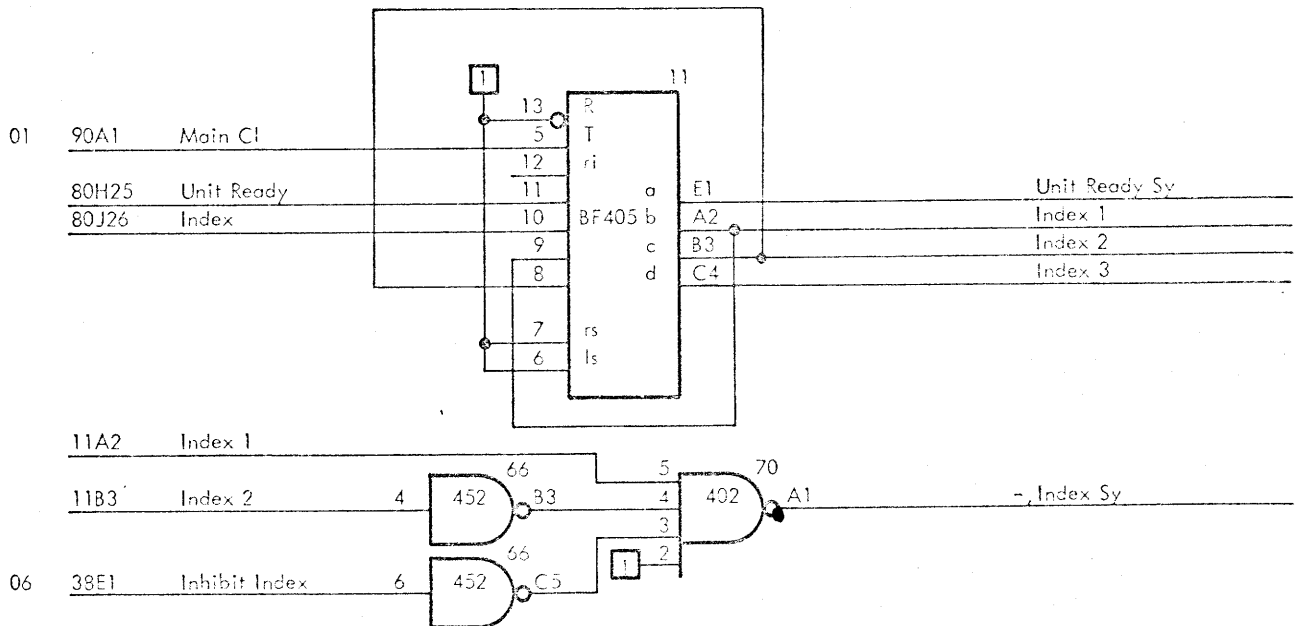 11
1
13 R
01 90A1 Main Cl 5 T
12 ri
80H25 Unit Ready 11 a E1 Unit Ready Sy
80J26 Index 10 BF405 b A2 Index 1
9 c B3 Index 2
8 d C4 Index 3
7 rs
6 ls
11A2 Index 1 5 70
66
11B3 Index 2 4 452 B3 4 402 A1 -,Index Sy
3
66 1 2
06 38E1 Inhibit Index 6 452 C5